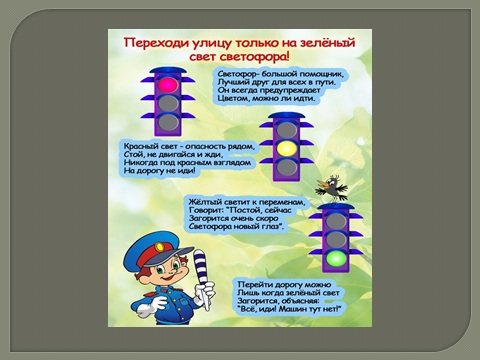 Переходи улицу только на зелёный
свет светофора!
Светофор- большой помощник,
Лучший друг для всех в пути.
Он всегда предупреждает
Цветом, можно ли идти.
Красный свет - опасность рядом,
Стой, не двигайся и жди,
Никогда под красным взглядом
На дорогу не иди!
Жёлтый светит к переменам,
Говорит: "Постой, сейчас
Загорится очень скоро
Светофора новый глаз".
Перейти дорогу можно
Лишь когда зелёный свет
Загорится, объясняя:
"Всё, иди! Машин тут нет!"